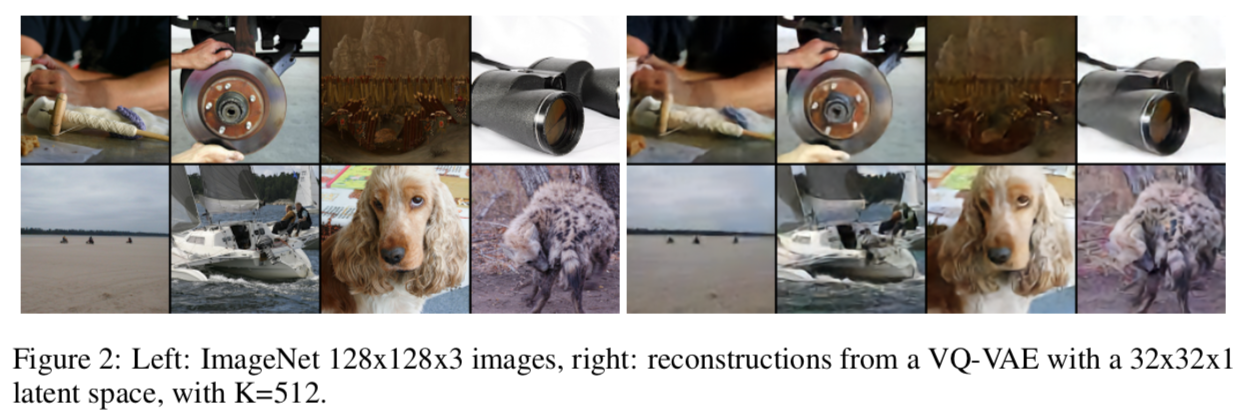 Figure 2: Left: ImageNet 128x128x3 images, right: reconstructions from a VQ-VAE with a 32x32x1
latent space, with K=512.